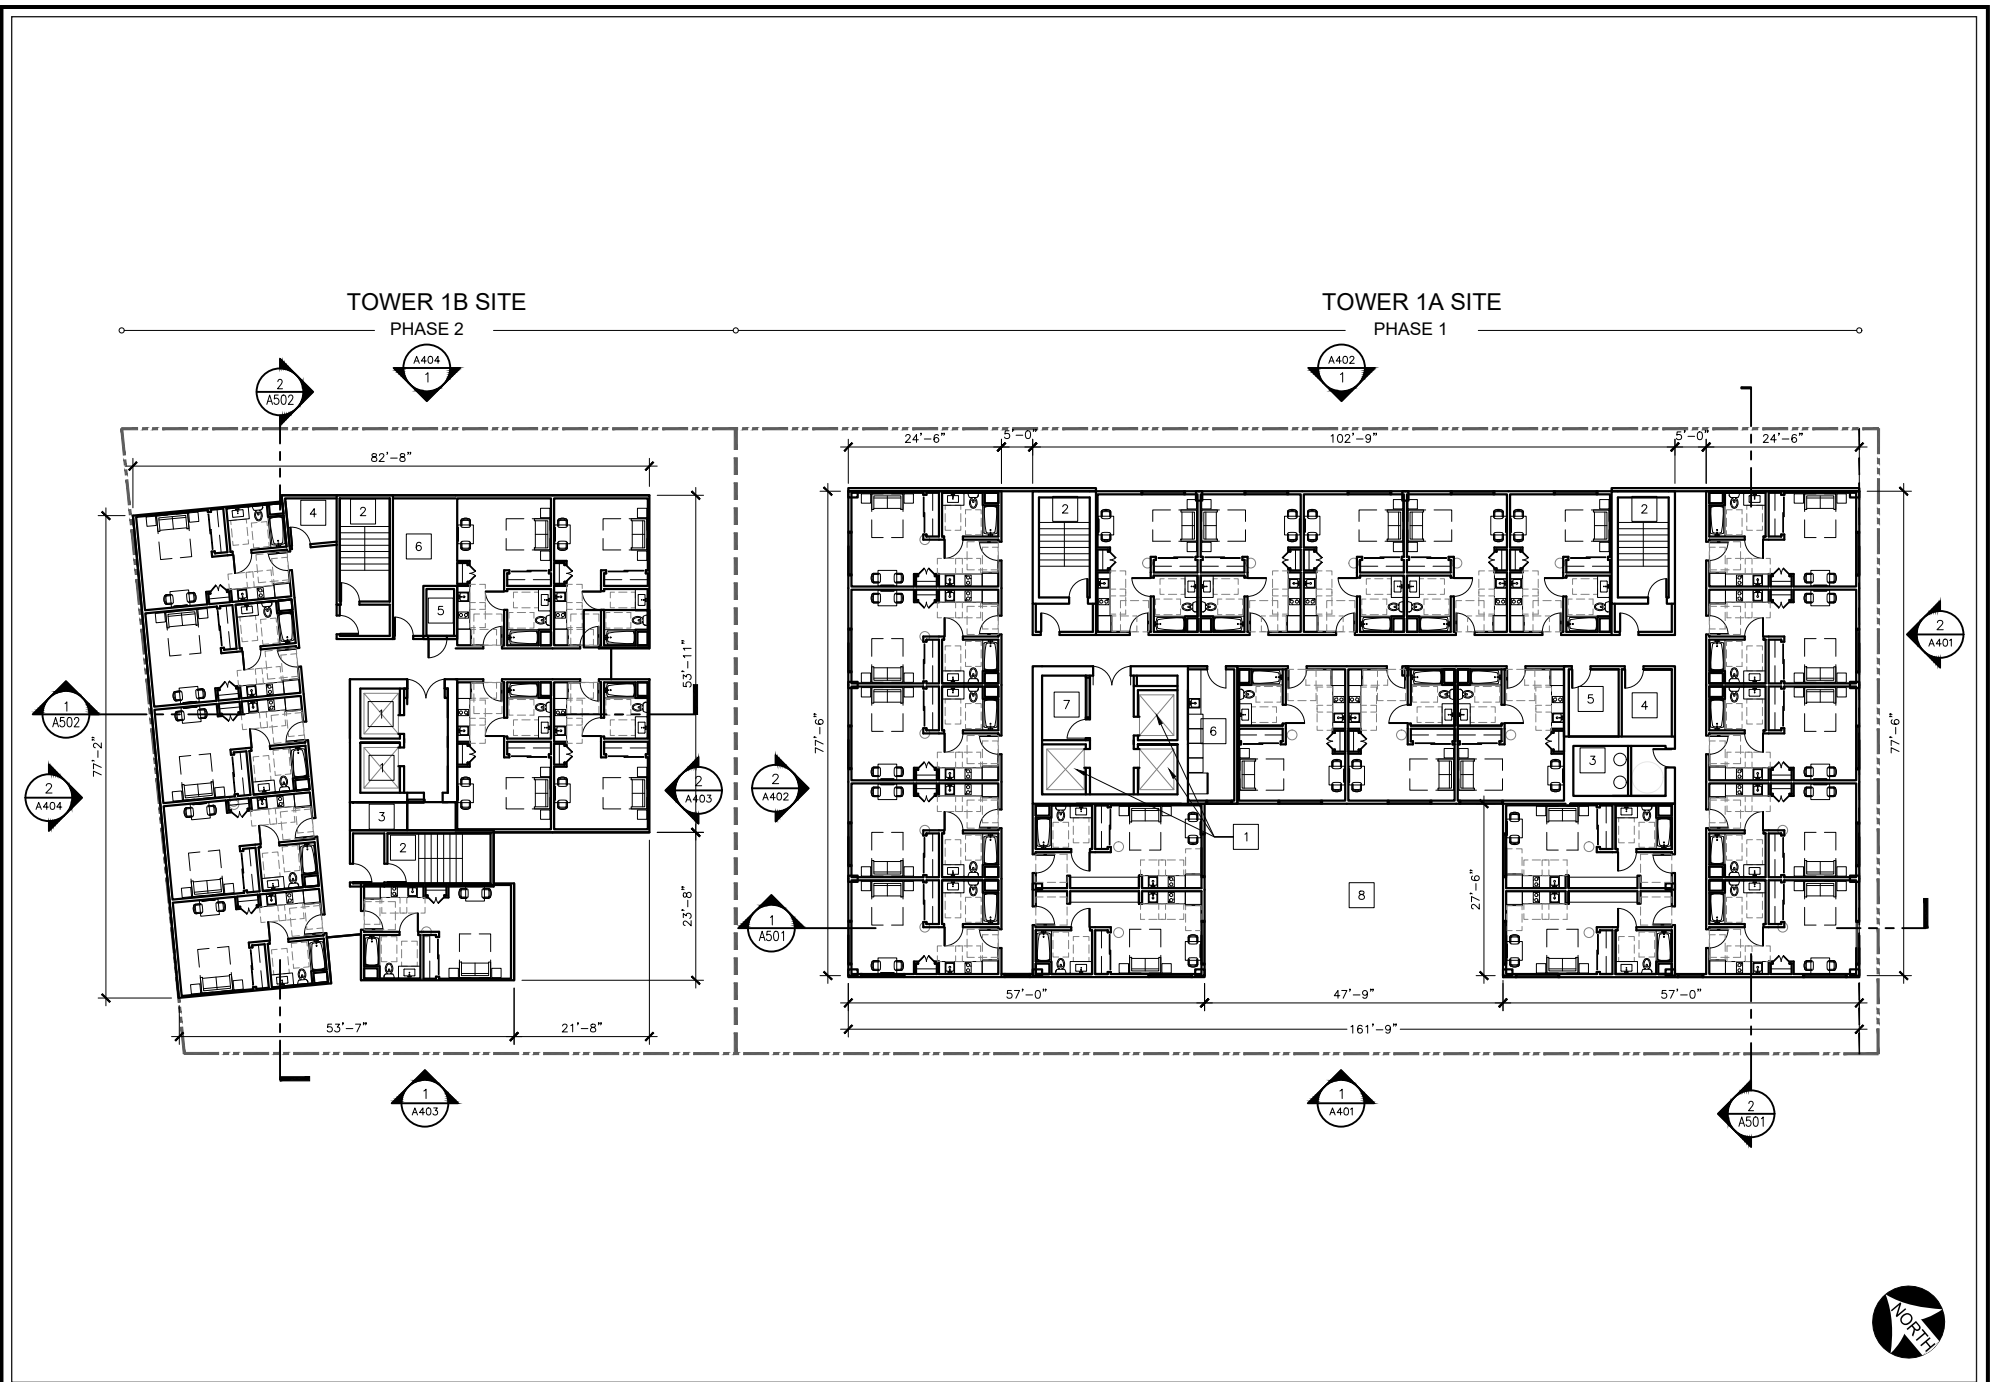 TOWER 1B SITE
PHASE 2
TOWER 1A SITE
PHASE 1
A404
1
A402
1
2
A502
24'-6"
5'-0"
102'-9"
5'-0"
24'-6"
82'-8"
4
2
6
5
2
2
53'-11"
2
A401
1
A502
1
1
7
6
5
4
3
77'-2"
77'-6"
77'-6"
2
A404
2
A403
2
A402
3
2
1
8
27'-6"
23'-8"
1
A501
57'-0"
47'-9"
57'-0"
53'-7"
21'-8"
161'-9"
1
A403
1
A401
2
A501
NORTH